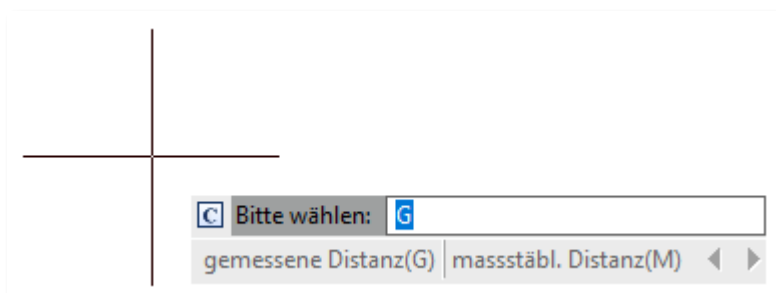 C Bitte wählen: G
gemessene Distanz(G) massstäbl. Distanz(M)